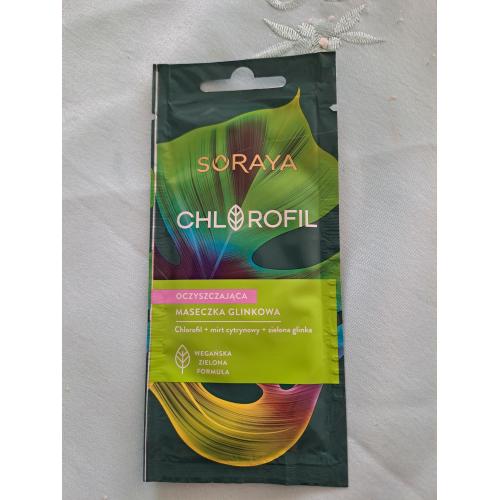 SORAYA
CHLOROFIL
OCZYSZCZAJĄCA
MASECZKA GLINKOWA
Chlorofil + mirt cytrynowy + zielona glinka
WEGAŃSKA
ZIELONA
FORMUŁA